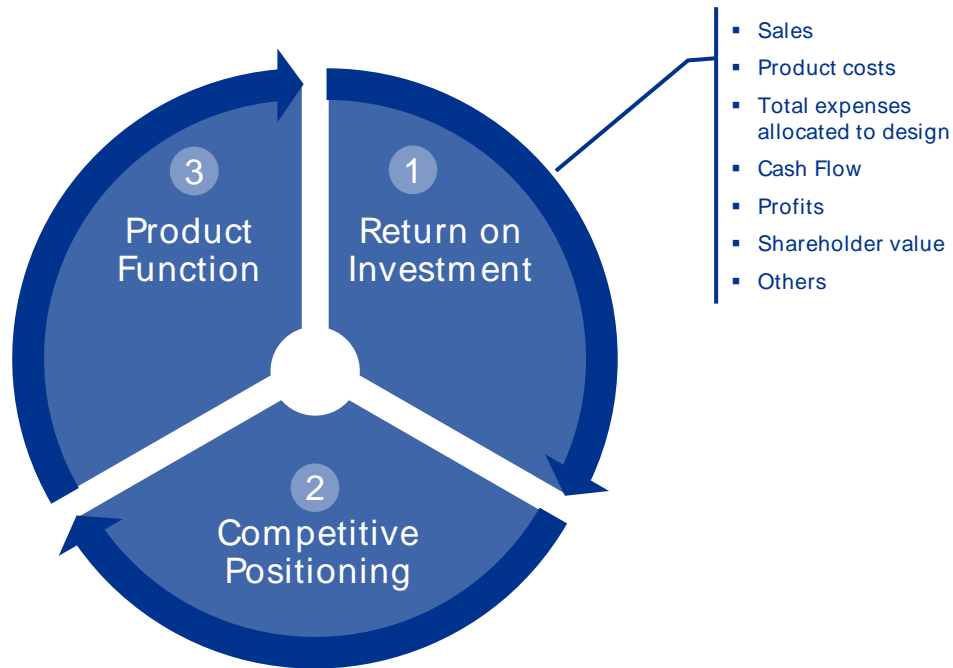 1
Return on
Investment
Sales
Product costs
Total expenses
allocated to design
Cash Flow
Profits
Shareholder value
Others
2
Competitive
Positioning
3
Product
Function